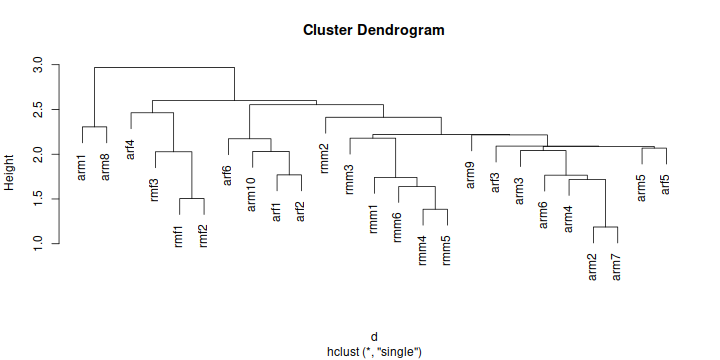 Cluster Dendrogram
Height
3.0
2.5
2.0
1.5
1.0
arm1
arm8
arf4
rmf3
rmf1
rmf2
arf6
arm10
arf1
arf2
rmm2
rmm3
rmm1
rmm6
rmm4
rmm5
arm9
arf3
arm3
arm6
arm4
arm2
arm7
arm5
arf5
d
hclust (*, "single")